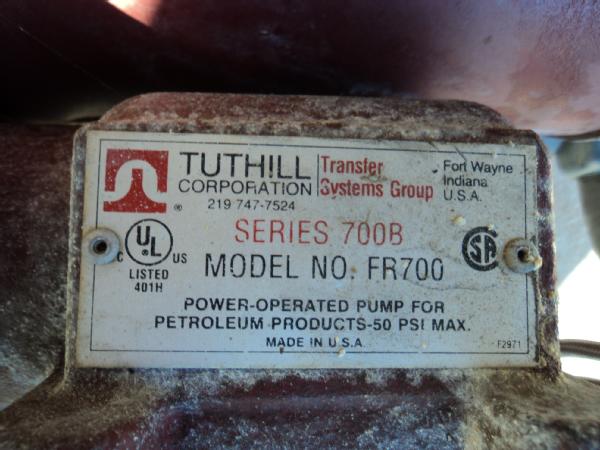 TUTHILL
CORPORATION
219 747-7524
Transfer
Systems Group
Fort Wayne
Indiana
U.S.A.
®
SERIES 700B
C UL US
LISTED
401H
SA
MODEL NO. FR700
POWER-OPERATED PUMP FOR
PETROLEUM PRODUCTS-50 PSI MAX.
MADE IN U.S.A.
F2971